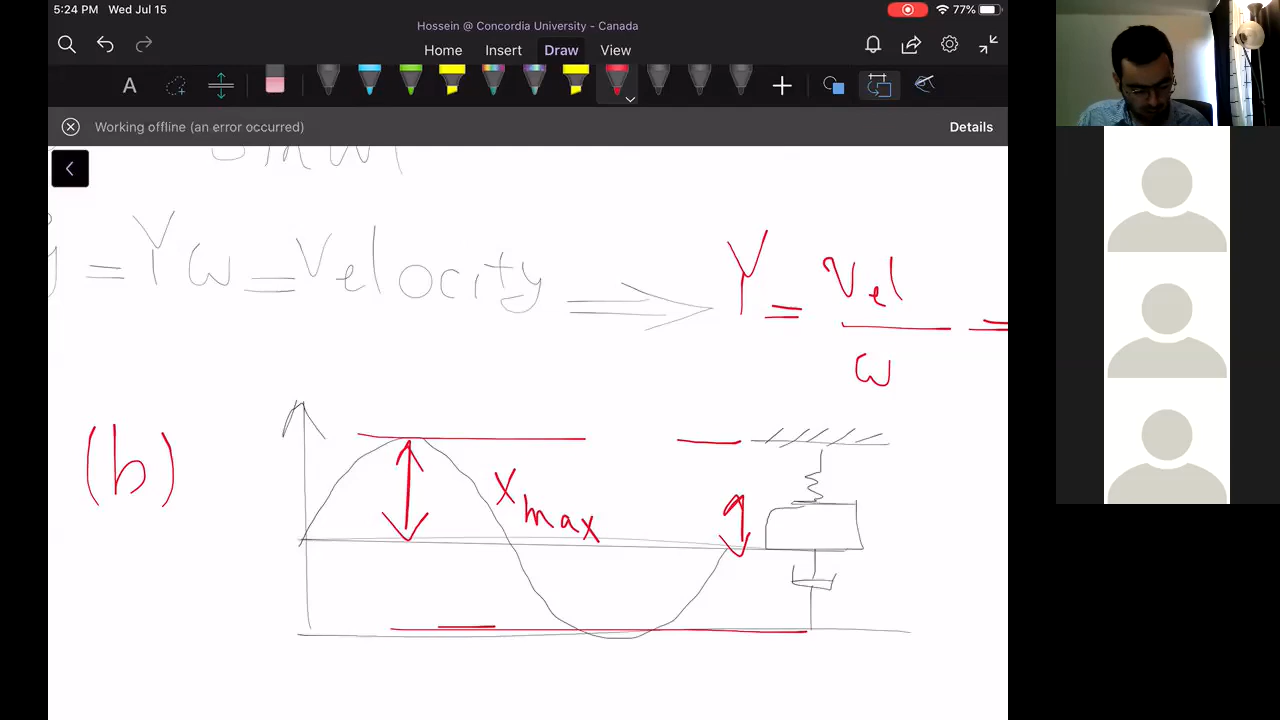 5:24 PM Wed Jul 15
77%
Hossein @ Concordia University - Canada
Home Insert Draw View
A
Working offline (an error occurred)
Details
= Yω = Velocity ⟹ Y = Vel / ω =
(b)
x max